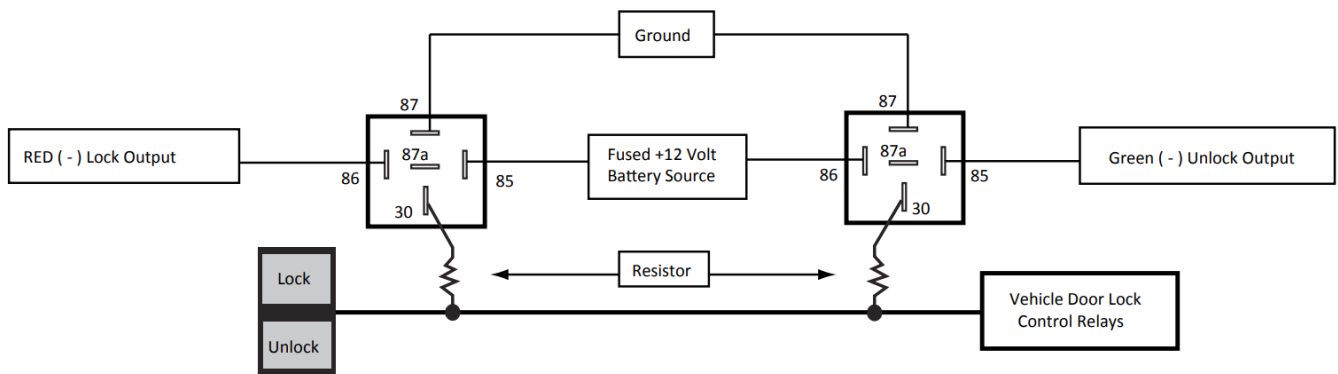 Ground
87
87
RED ( - ) Lock Output
87a
86
85
Fused +12 Volt
Battery Source
87a
86
85
Green ( - ) Unlock Output
30
30
Lock
Unlock
Resistor
Vehicle Door Lock
Control Relays